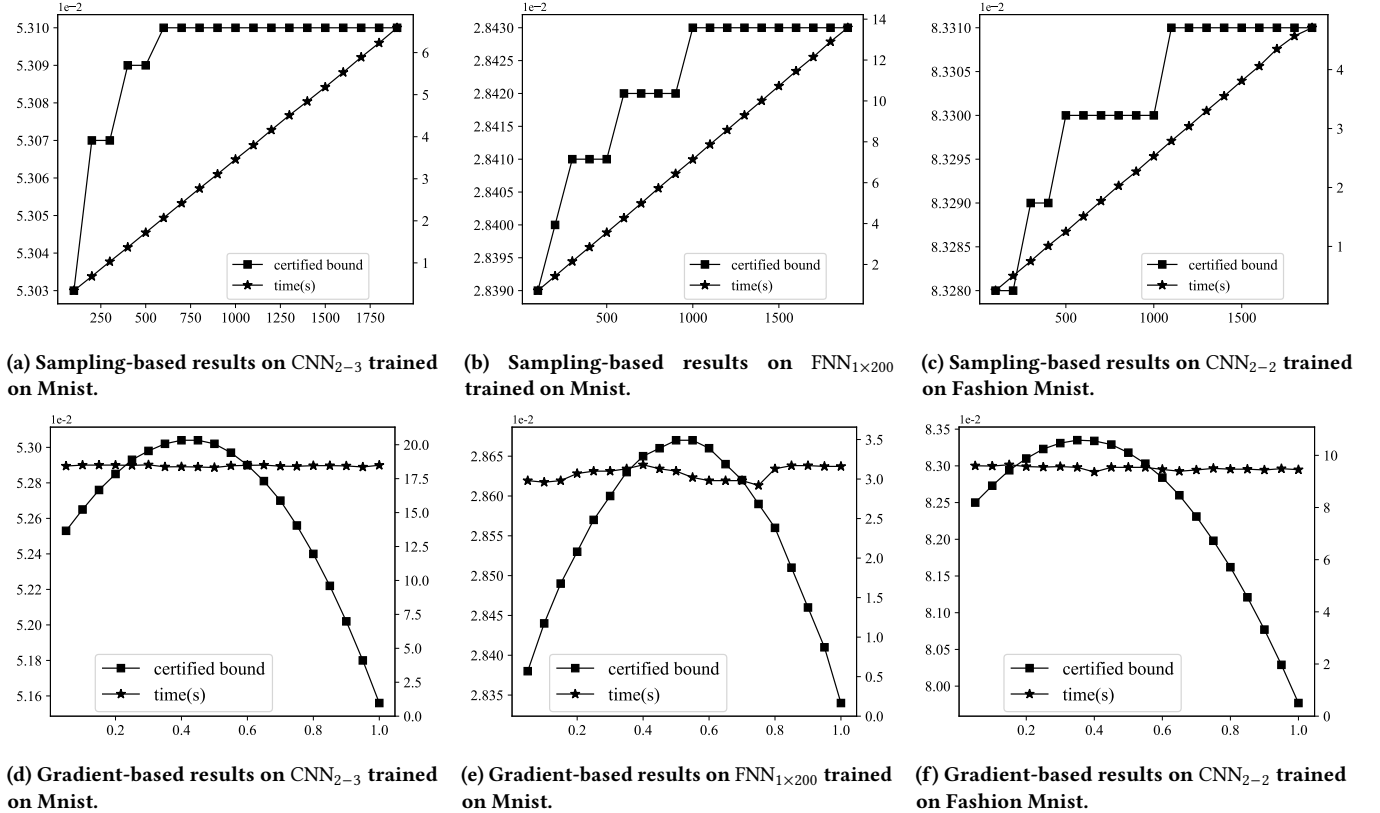 1e-2
5.310
5.309
5.308
5.307
5.306
5.305
5.304
5.303
6
5
4
3
2
1
certified bound
time(s)
250 500 750 1000 1250 1500 1750
(a) Sampling-based results on CNN2−3 trained
on Mnist.
1e-2
2.8430
2.8425
2.8420
2.8415
2.8410
2.8405
2.8400
2.8395
2.8390
14
12
10
8
6
4
2
certified bound
time(s)
500 1000 1500
(b) Sampling-based results on FNN1×200
trained on Mnist.
1e-2
8.3310
8.3305
8.3300
8.3295
8.3290
8.3285
8.3280
4
3
2
1
certified bound
time(s)
500 1000 1500
(c) Sampling-based results on CNN2−2 trained
on Fashion Mnist.
1e-2
5.30
5.28
5.26
5.24
5.22
5.20
5.18
5.16
20.0
17.5
15.0
12.5
10.0
7.5
5.0
2.5
0.0
certified bound
time(s)
0.2 0.4 0.6 0.8 1.0
(d) Gradient-based results on CNN2−3 trained
on Mnist.
1e-2
2.865
2.860
2.855
2.850
2.845
2.840
2.835
3.5
3.0
2.5
2.0
1.5
1.0
0.5
0.0
certified bound
time(s)
0.2 0.4 0.6 0.8 1.0
(e) Gradient-based results on FNN1×200 trained
on Mnist.
1e-2
8.35
8.30
8.25
8.20
8.15
8.10
8.05
8.00
10
8
6
4
2
0
certified bound
time(s)
0.2 0.4 0.6 0.8 1.0
(f) Gradient-based results on CNN2−2 trained
on Fashion Mnist.